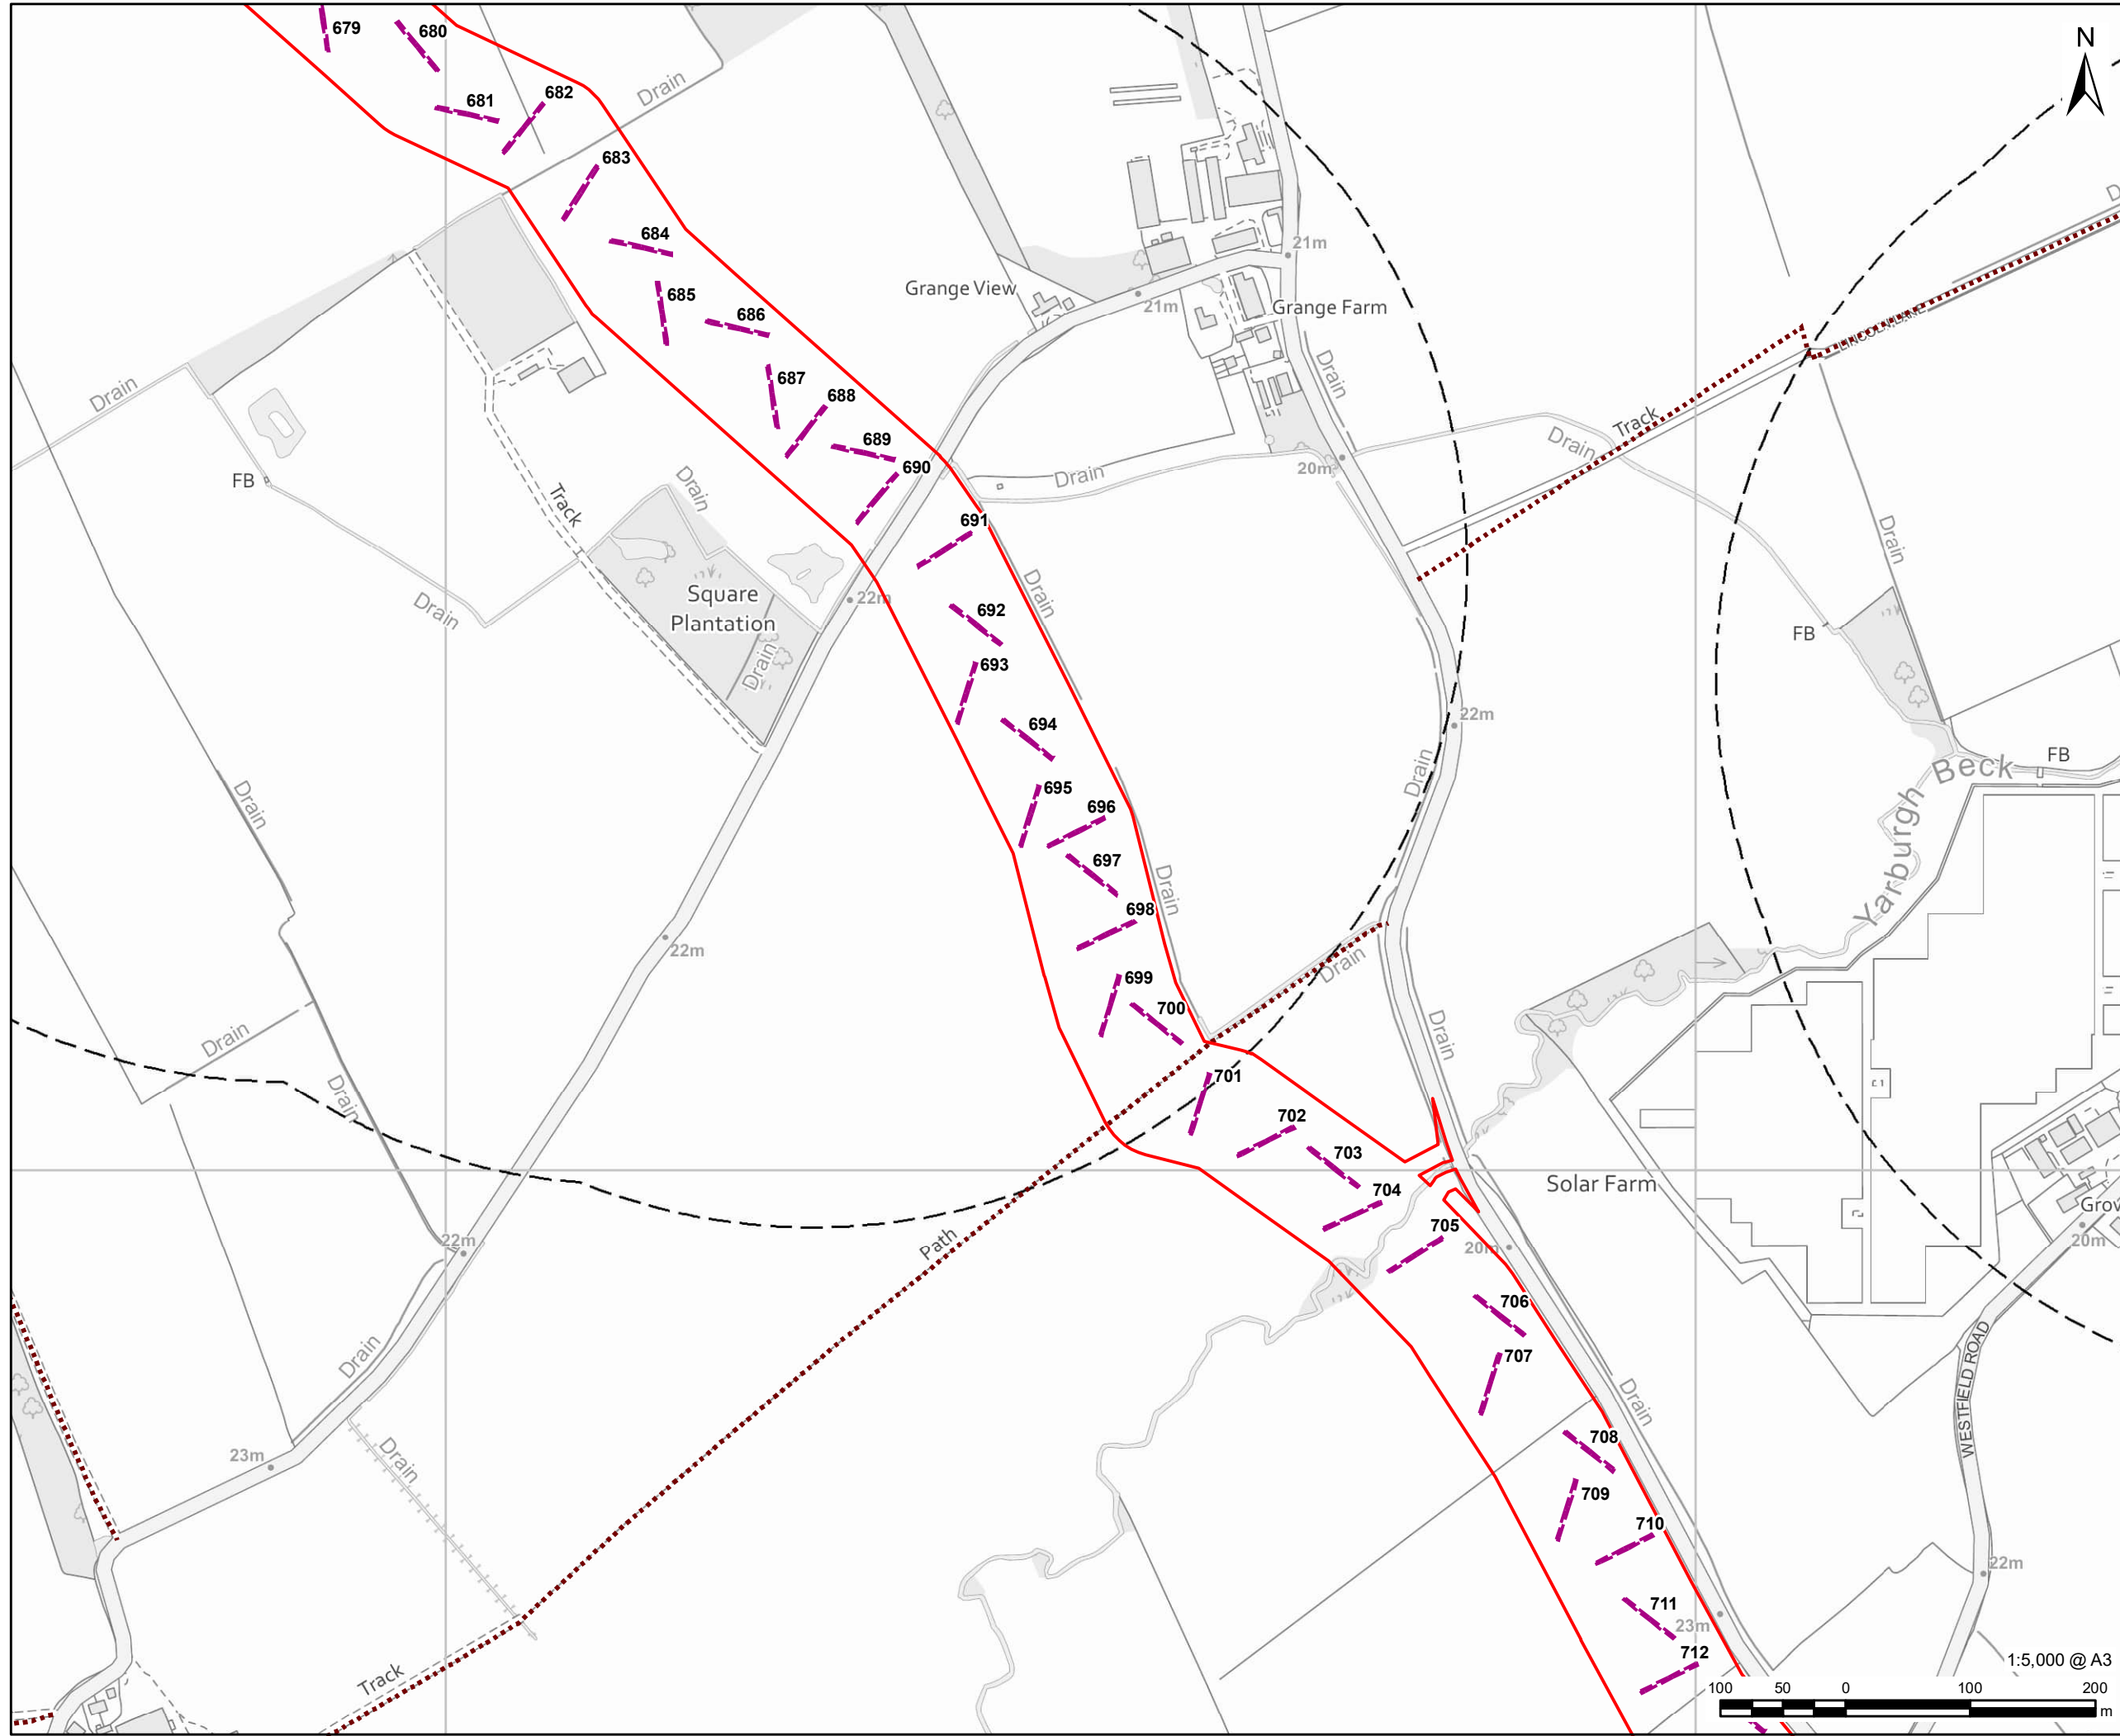 679
680
681
682
Drain
683
684
685
686
687
688
689
690
N
21m
Grange View
21m
Grange Farm
Drain
Drain
FB
Track
Drain
Drain
Drain
20m
Track
Drain
LINCOLN LANE
Drain
691
692
693
694
695
696
697
698
699
700
701
702
703
704
705
706
707
708
709
710
711
712
Square
Plantation
Drain
22m
Drain
22m
Drain
FB
FB
Yarburgh Beck
Drain
Drain
22m
Drain
Drain
Drain
Drain
Solar Farm
Grov
20m
20m
Path
22m
Drain
Drain
23m
Drain
WESTFIELD ROAD
22m
23m
Track
1:5,000 @ A3
100 50 0 100 200
m